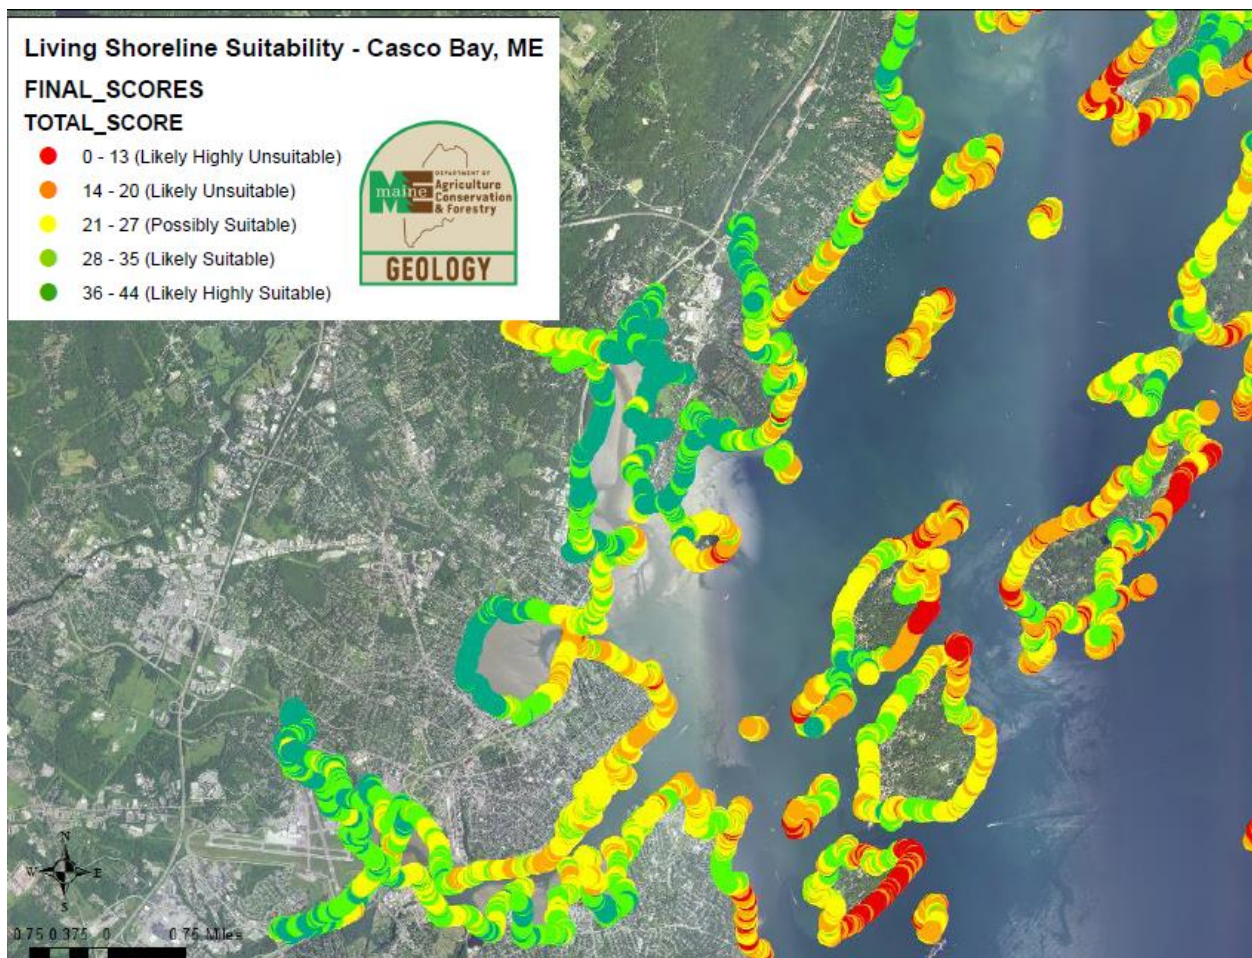 Living Shoreline Suitability - Casco Bay, ME
FINAL_SCORES
TOTAL_SCORE
0 - 13 (Likely Highly Unsuitable)
14 - 20 (Likely Unsuitable)
21 - 27 (Possibly Suitable)
28 - 35 (Likely Suitable)
36 - 44 (Likely Highly Suitable)
DEPARTMENT OF
maine
ME
Agriculture
Conservation
& Forestry
GEOLOGY
N
W E
S
0.75 0.375 0 0.75 Miles